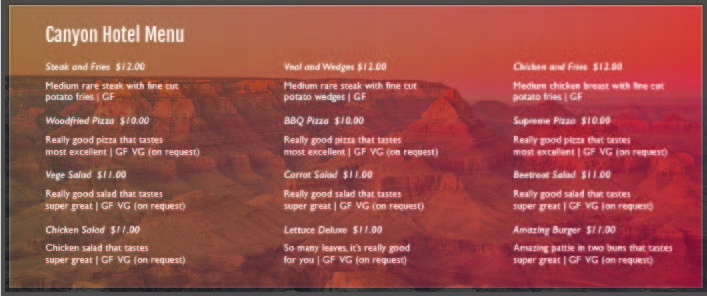 Canyon Hotel Menu
Steak and Fries $12.00
Medium rare steak with fine cut
potato fries | GF
Woodfried Pizza $10.00
Really good pizza that tastes
most excellent | GF VG (on request)
Vege Salad $11.00
Really good salad that tastes
super great | GF VG (on request)
Chicken Salad $11.00
Chicken salad that tastes
super great | GF VG (on request)
Veal and Wedges $12.00
Medium rare steak with fine cut
potato wedges | GF
BBQ Pizza $10.00
Really good pizza that tastes
most excellent | GF VG (on request)
Carrot Salad $11.00
Really good salad that tastes
super great | GF VG (on request)
Lettuce Deluxe $11.00
So many leaves, it's really good
for you | GF VG (on request)
Chicken and Fries $12.00
Medium chicken breast with fine cut
potato fries | GF
Supreme Pizza $10.00
Really good pizza that tastes
most excellent | GF VG (on request)
Beetroot Salad $11.00
Really good salad that tastes
super great | GF VG (on request)
Amazing Burger $11.00
Amazing pattie in two buns that tastes
super great | GF VG (on request)